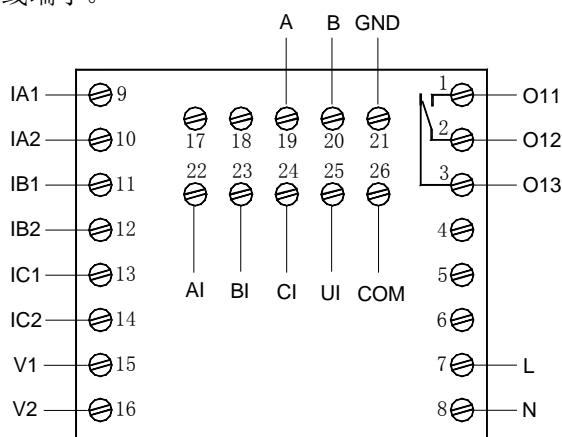 或端子。
A B GND
IA1 9 1 O11
17 18 19 20 21
IA2 10 2 O12
22 23 24 25 26
IB1 11 3 O13
IB2 12 4
IC1 13 5
AI BI CI UI COM
IC2 14 6
V1 15 7 L
V2 16 8 N